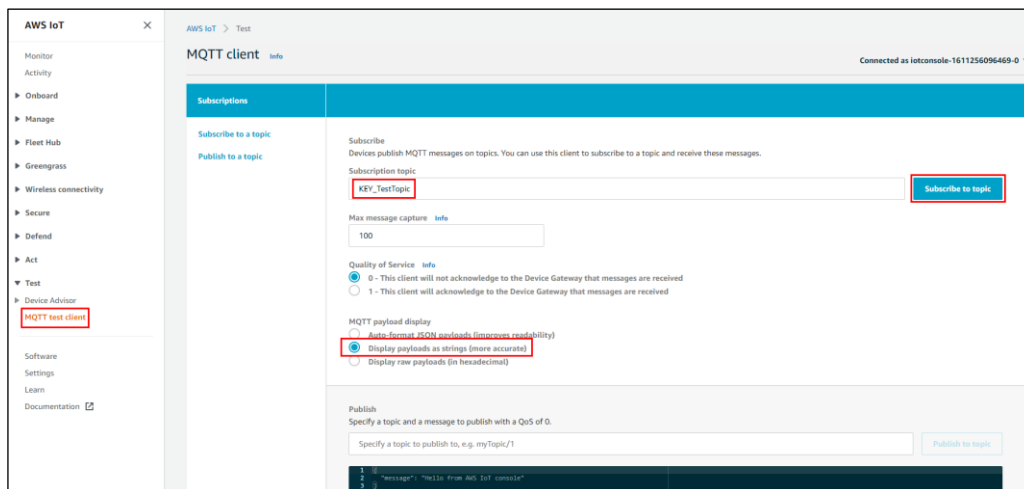 AWS IoT
Monitor
Activity
Onboard
Manage
Fleet Hub
Greengrass
Wireless connectivity
Secure
Defend
Act
Test
Device Advisor
MQTT test client
Software
Settings
Learn
Documentation
AWS IoT > Test
MQTT client Info
Connected as iotconsole-1611256096469-0
Subscriptions
Subscribe to a topic
Publish to a topic
Subscribe
Devices publish MQTT messages on topics. You can use this client to subscribe to a topic and receive these messages.
Subscription topic
KEY_TestTopic
Subscribe to topic
Max message capture Info
100
Quality of Service Info
0 - This client will not acknowledge to the Device Gateway that messages are received
1 - This client will acknowledge to the Device Gateway that messages are received
MQTT payload display
Auto-format JSON payloads (improves readability)
Display payloads as strings (more accurate)
Display raw payloads (in hexadecimal)
Publish
Specify a topic and a message to publish with a QoS of 0.
Specify a topic to publish to, e.g. myTopic/1
Publish to topic
1 {
2 "message": "Hello from AWS IoT console"
3 }